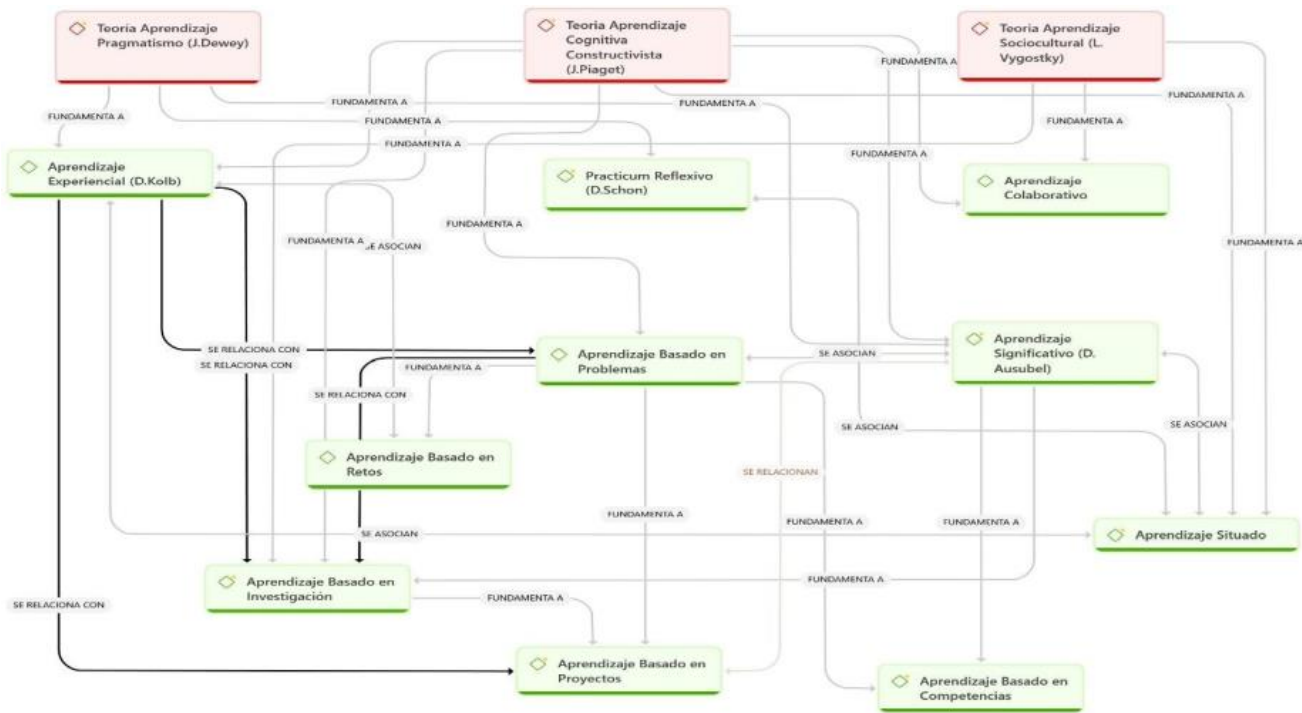 Teoría Aprendizaje
Pragmatismo (J.Dewey)
Teoria Aprendizaje
Cognitiva
Constructivista
(J.Piaget)
Teoria Aprendizaje
Sociocultural (L.
Vygostky)
FUNDAMENTA A
FUNDAMENTA A
FUNDAMENTA A
FUNDAMENTA A
FUNDAMENTA A
FUNDAMENTA A
FUNDAMENTA A
FUNDAMENTA A
FUNDAMENTA A
FUNDAMENTA A
Aprendizaje
Experiencial (D.Kolb)
Practicum Reflexivo
(D.Schon)
Aprendizaje
Colaborativo
FUNDAMENTA A
FUNDAMENTA A
SE ASOCIAN
FUNDAMENTA A
SE RELACIONA CON
SE RELACIONA CON
Aprendizaje Basado en
Problemas
SE ASOCIAN
Aprendizaje
Significativo (D.
Ausubel)
FUNDAMENTA A
SE RELACIONA CON
SE ASOCIAN
SE ASOCIAN
Aprendizaje Basado en
Retos
SE RELACIONAN
FUNDAMENTA A
FUNDAMENTA A
FUNDAMENTA A
SE ASOCIAN
Aprendizaje Situado
Aprendizaje Basado en
Investigación
FUNDAMENTA A
FUNDAMENTA A
SE RELACIONA CON
Aprendizaje Basado en
Proyectos
Aprendizaje Basado en
Competencias